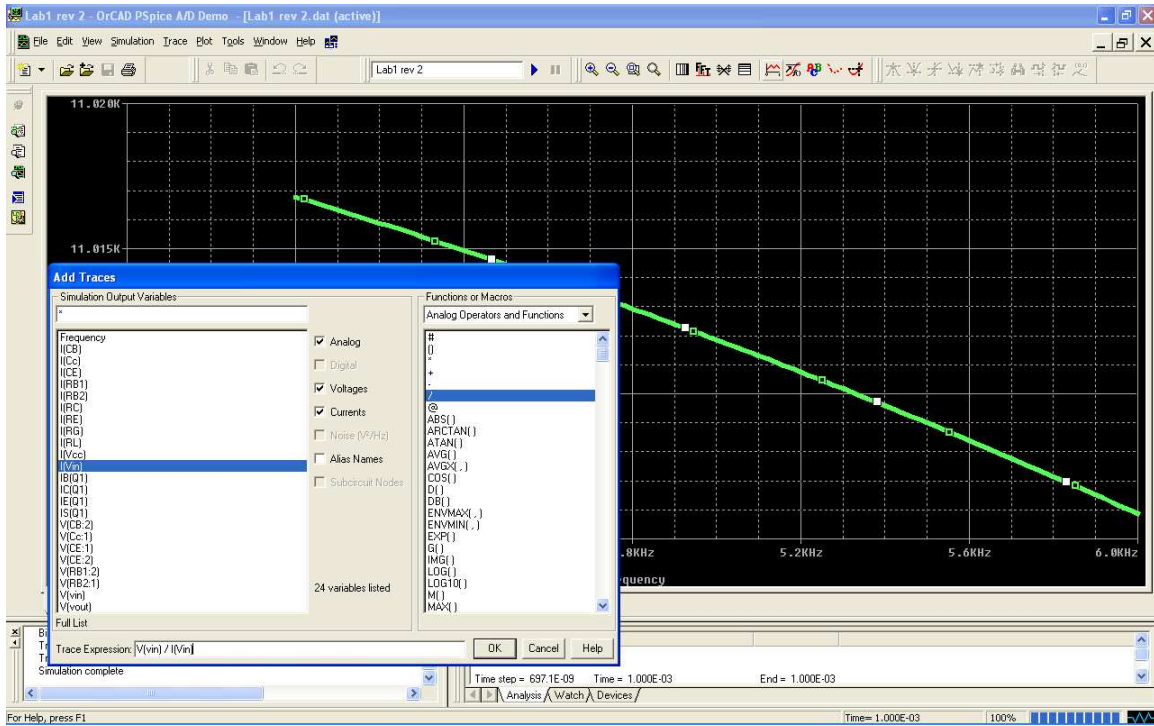 Lab1 rev 2 - OrCAD PSpice A/D Demo - [Lab1 rev 2.dat (active)]
File Edit View Simulation Trace Plot Tools Window Help
Lab1 rev 2
11.020K
11.015K
Add Traces
Simulation Output Variables
*
Frequency
I(CB)
I(Cc)
I(CE)
I(RB1)
I(RB2)
I(RC)
I(RE)
I(RG)
I(RL)
I(Vcc)
I(Vin)
IB(Q1)
IC(Q1)
IE(Q1)
IS(Q1)
V(CB:2)
V(Cc:1)
V(CE:1)
V(CE:2)
V(RB1:2)
V(RB2:1)
V(vin)
V(vout)
Full List
Analog
Digital
Voltages
Currents
Noise (V²/Hz)
Alias Names
Subcircuit Nodes
24 variables listed
Functions or Macros
Analog Operators and Functions
#
()
*
+
-
/
@
ABS( )
ARCTAN( )
ATAN( )
AVG( )
AVGX( , )
COS( )
D( )
DB( )
ENVMAX( , )
ENVMIN( , )
EXP( )
G( )
IMG( )
LOG( )
LOG10( )
M( )
MAX( )
Trace Expression: V(vin) / I(Vin)
OK Cancel Help
.8KHz 5.2KHz 5.6KHz 6.0KHz
quency
Simulation complete
Time step = 697.1E-09 Time = 1.000E-03 End = 1.000E-03
Analysis Watch Devices
For Help, press F1
Time= 1.000E-03 100%